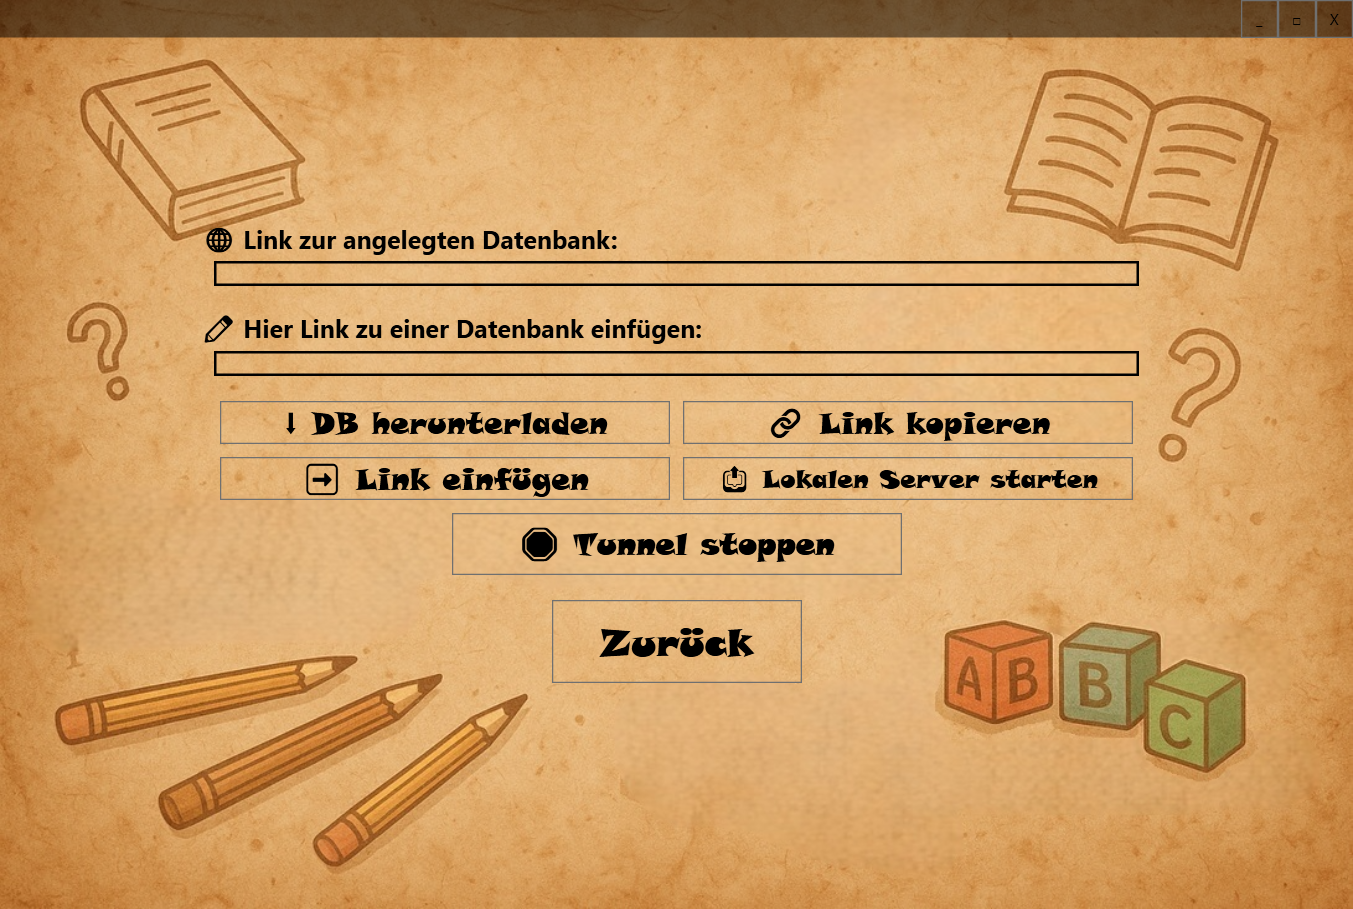 _ □ X
Link zur angelegten Datenbank:
Hier Link zu einer Datenbank einfügen:
DB herunterladen
Link kopieren
Link einfügen
Lokalen Server starten
Tunnel stoppen
Zurück
A B B C